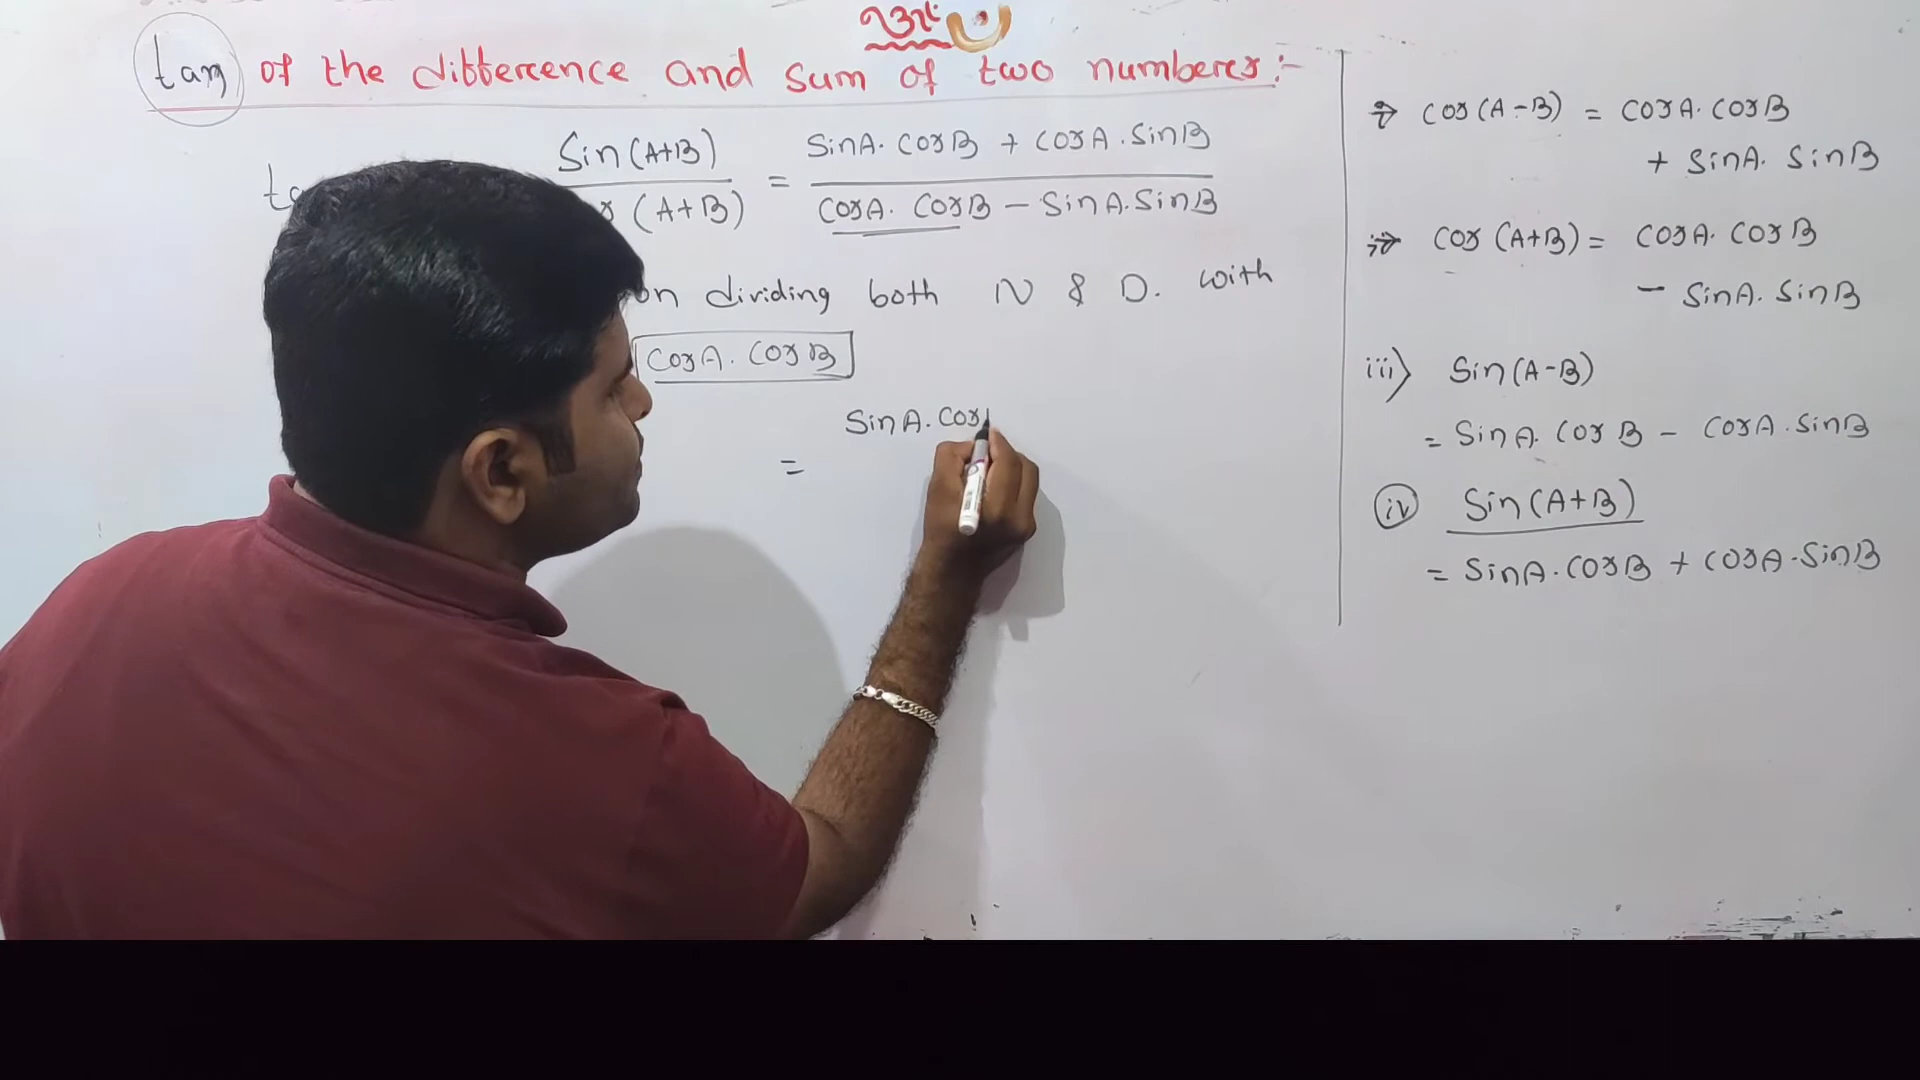 tan of the difference and sum of two numbers :-
Sin (A+B) = SinA. CosB + CosA . SinB
(A+B) CosA. CosB - SinA. SinB
on dividing both N & D. with
CosA . CosB
= SinA. Cos
i) Cos (A-B) = CosA. CosB
+ SinA. SinB
ii) Cos (A+B) = CosA. CosB
- SinA. SinB
iii) Sin (A-B)
= SinA. CosB - CosA . SinB
iv Sin (A+B)
= SinA. CosB + CosA . SinB